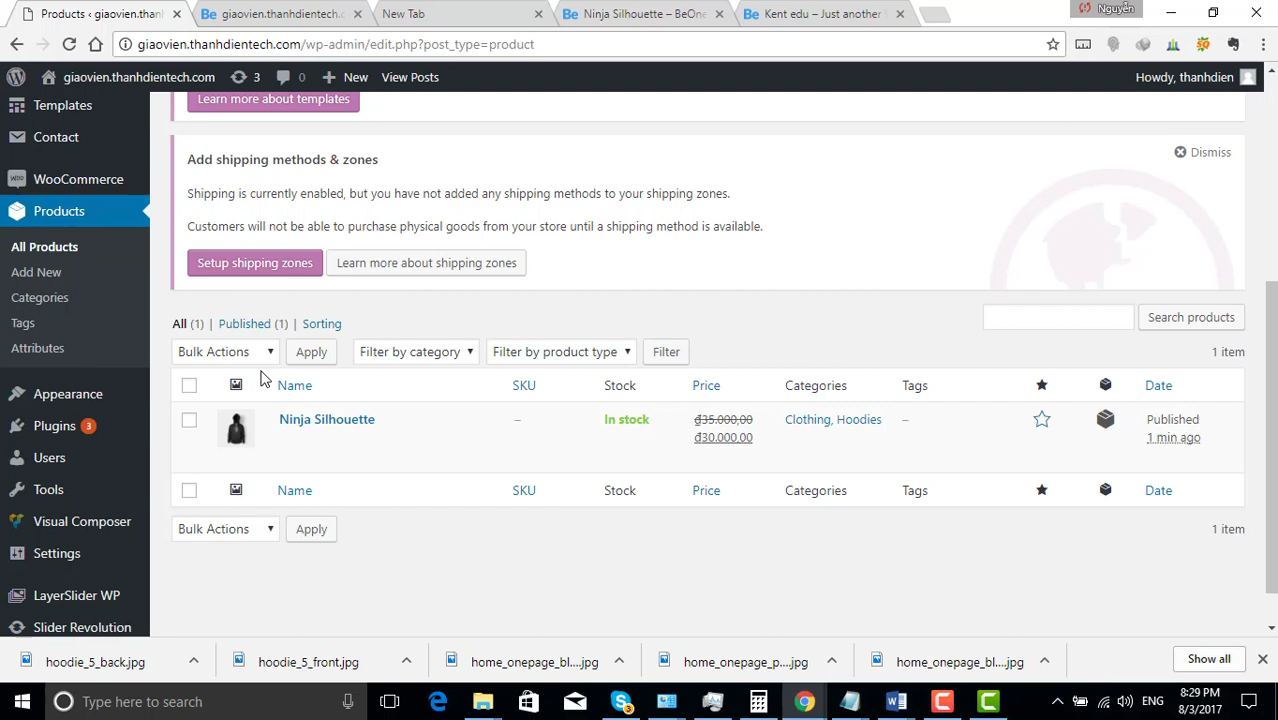 Products ‹ giaovien.thanh
giaovien.thanhdientech.c
New Tab
Ninja Silhouette – BeOne
Kent edu – Just another
Nguyễn
giaovien.thanhdientech.com/wp-admin/edit.php?post_type=product
giaovien.thanhdientech.com 3 0 New View Posts Howdy, thanhdien
Templates
Contact
WooCommerce
Products
All Products
Add New
Categories
Tags
Attributes
Appearance
Plugins 3
Users
Tools
Visual Composer
Settings
LayerSlider WP
Slider Revolution
Learn more about templates
Add shipping methods & zones
Dismiss
Shipping is currently enabled, but you have not added any shipping methods to your shipping zones.
Customers will not be able to purchase physical goods from your store until a shipping method is available.
Setup shipping zones Learn more about shipping zones
All (1) | Published (1) | Sorting
Search products
Bulk Actions Apply Filter by category Filter by product type Filter 1 item
Name SKU Stock Price Categories Tags Date
Ninja Silhouette – In stock ₫35.000,00 Clothing, Hoodies – Published
₫30.000,00 1 min ago
Name SKU Stock Price Categories Tags Date
Bulk Actions Apply 1 item
hoodie_5_back.jpg hoodie_5_front.jpg home_onepage_bl....jpg home_onepage_p....jpg home_onepage_bl....jpg Show all
Type here to search
ENG
8:29 PM
8/3/2017